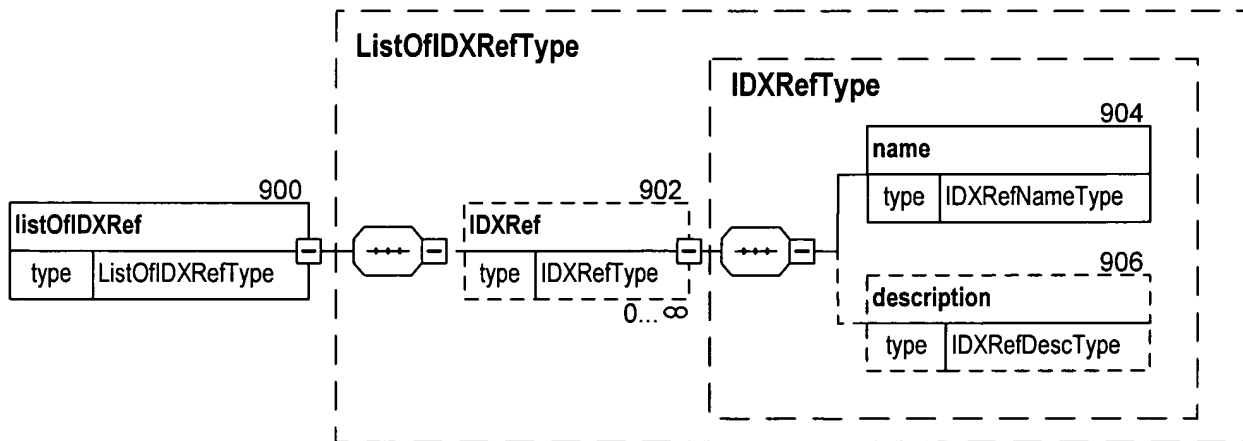 ListOfIDXRefType
IDXRefType
904
name
type IDXRefNameType
900
listOfIDXRef
type ListOfIDXRefType
902
IDXRef
type IDXRefType
0... ∞
906
description
type IDXRefDescType